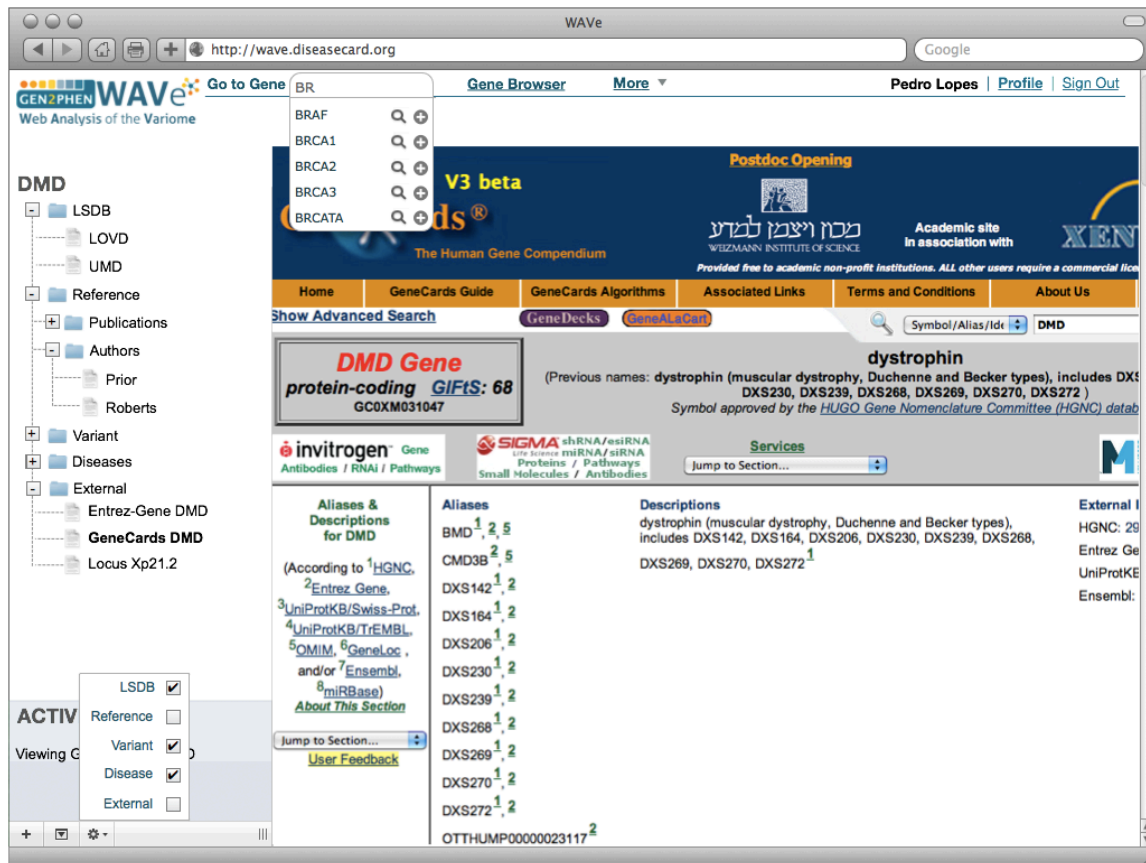 WAVe
http://wave.diseasecard.org
Google
GEN2PHEN WAVe
Web Analysis of the Variome
Go to Gene
BR
Gene Browser
More ▼
Pedro Lopes | Profile | Sign Out
BRAF
BRCA1
BRCA2
BRCA3
BRCATA
DMD
LSDB
LOVD
UMD
Reference
Publications
Authors
Prior
Roberts
Variant
Diseases
External
Entrez-Gene DMD
GeneCards DMD
Locus Xp21.2
LSDB
Reference
Variant
Disease
External
ACTIV
Viewing G
V3 beta
ds®
The Human Gene Compendium
Postdoc Opening
מכון ויצמן למדע
WEIZMANN INSTITUTE OF SCIENCE
Academic site
in association with
XEN
Provided free to academic non-profit institutions. ALL other users require a commercial lice
Home GeneCards Guide GeneCards Algorithms Associated Links Terms and Conditions About Us
Show Advanced Search
GeneDecks
GeneALaCart
Symbol/Alias/Ide
DMD
DMD Gene
protein-coding GIFtS: 68
GC0XM031047
dystrophin
(Previous names: dystrophin (muscular dystrophy, Duchenne and Becker types), includes DXS
DXS230, DXS239, DXS268, DXS269, DXS270, DXS272 )
Symbol approved by the HUGO Gene Nomenclature Committee (HGNC) datab
invitrogen Gene
Antibodies / RNAi / Pathways
SIGMA shRNA/esiRNA
Life Science miRNA/siRNA
Proteins / Pathways
Small Molecules / Antibodies
Services
Jump to Section...
M
Aliases &
Descriptions
for DMD
(According to 1HGNC,
2Entrez Gene,
3UniProtKB/Swiss-Prot,
4UniProtKB/TrEMBL,
5OMIM, 6GeneLoc ,
and/or 7Ensembl,
8miRBase)
About This Section
Jump to Section...
User Feedback
Aliases
BMD1, 2, 5
CMD3B2, 5
DXS1421, 2
DXS1641, 2
DXS2061, 2
DXS2301, 2
DXS2391, 2
DXS2681, 2
DXS2691, 2
DXS2701, 2
DXS2721, 2
OTTHUMP000000231172
Descriptions
dystrophin (muscular dystrophy, Duchenne and Becker types),
includes DXS142, DXS164, DXS206, DXS230, DXS239, DXS268,
DXS269, DXS270, DXS2721
External I
HGNC: 29
Entrez Ge
UniProtKB
Ensembl: